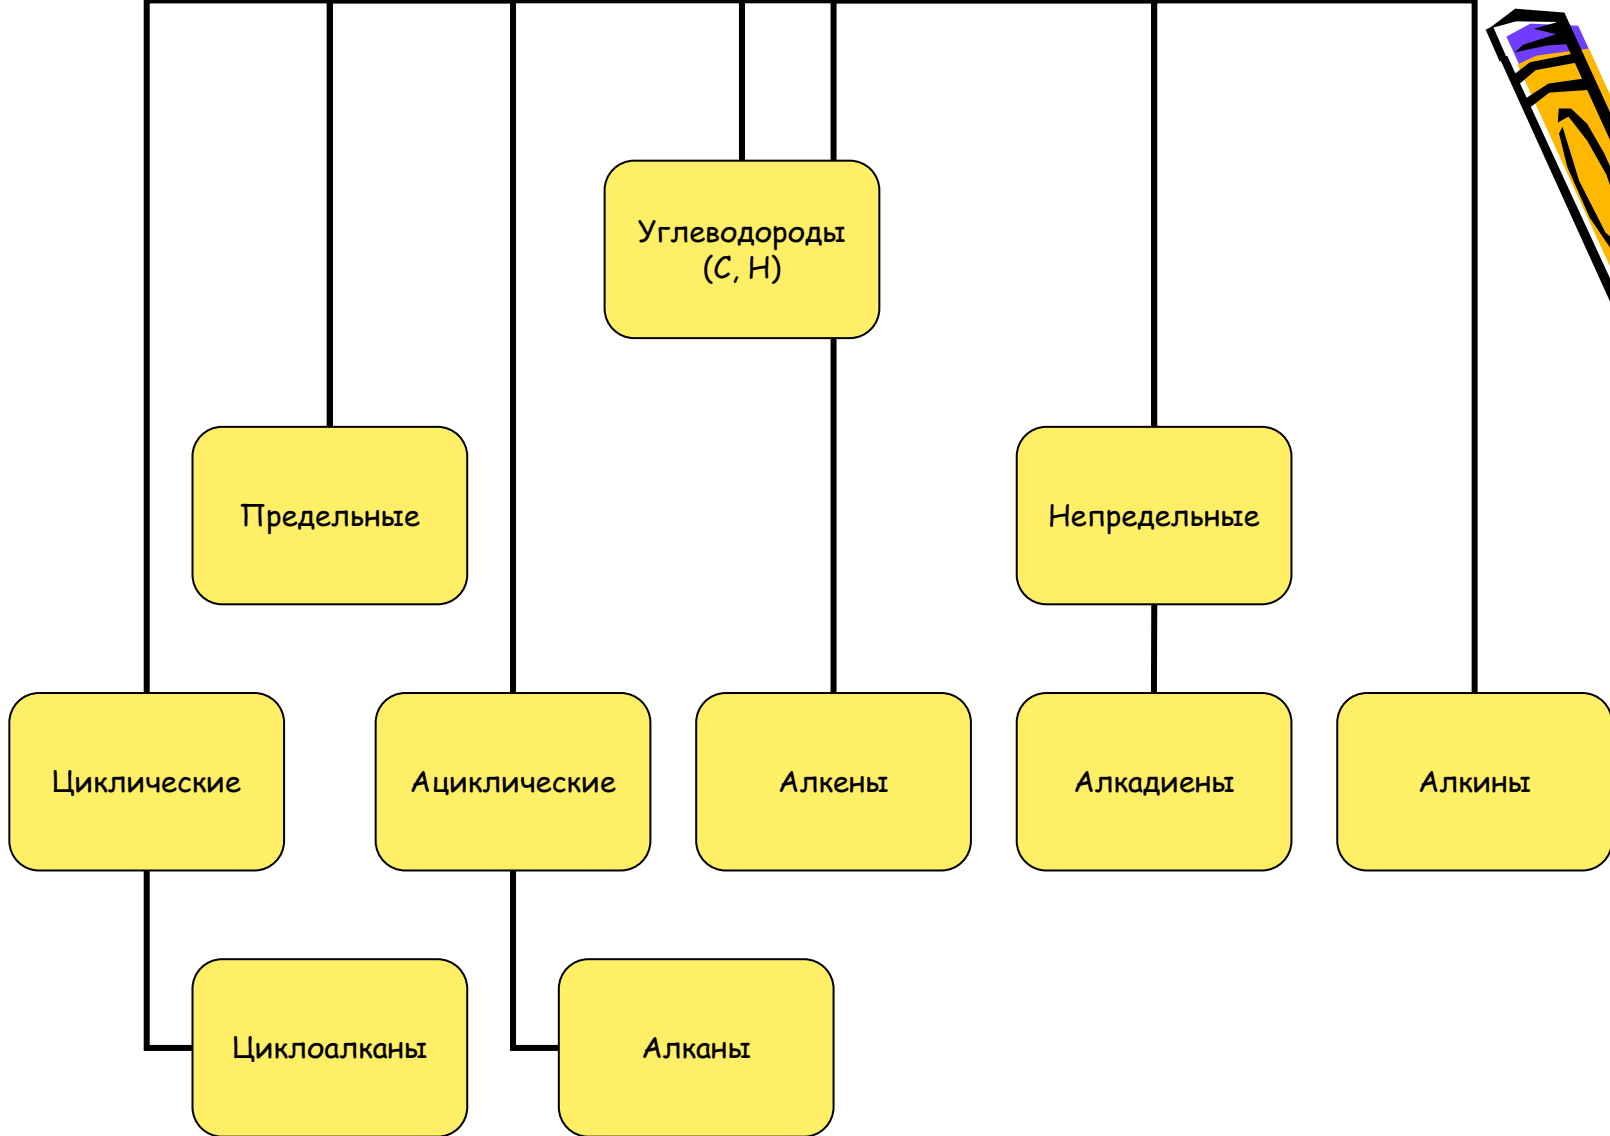 Углеводороды
(С, Н)
Предельные
Непредельные
Циклические
Ациклические
Алкены
Алкадиены
Алкины
Циклоалканы
Алканы